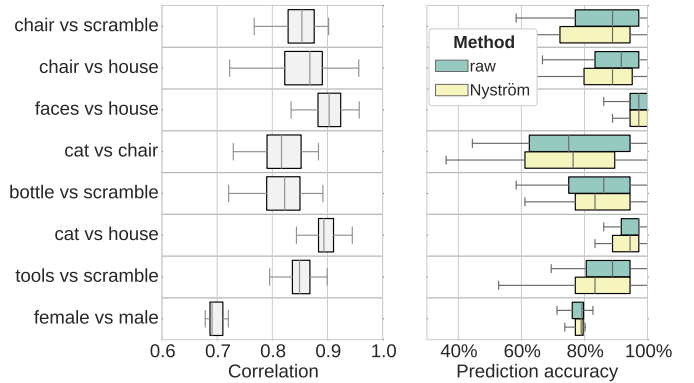 chair vs scramble
chair vs house
faces vs house
cat vs chair
bottle vs scramble
cat vs house
tools vs scramble
female vs male
0.6 0.7 0.8 0.9 1.0
Correlation
Method
raw
Nyström
40% 60% 80% 100%
Prediction accuracy